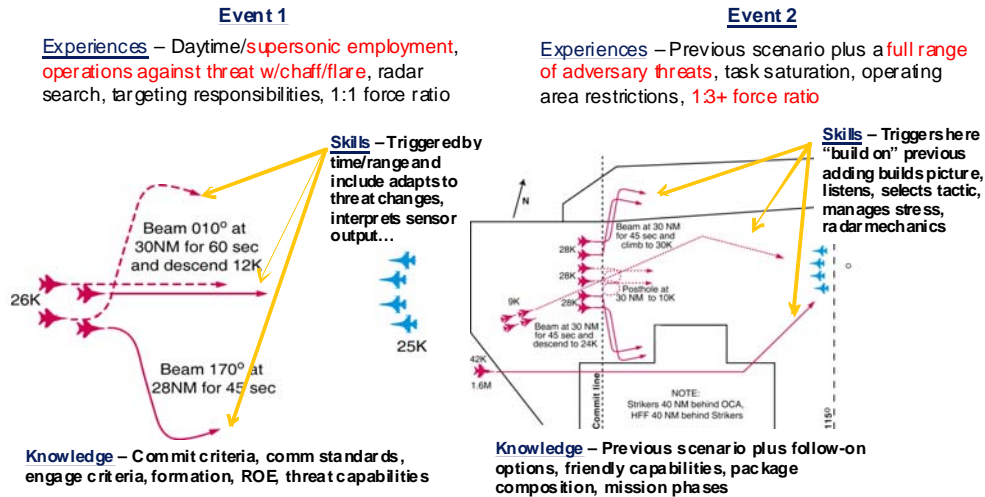 Event 1
Experiences – Daytime/supersonic employment,
operations against threat w/chaff/flare, radar
search, targeting responsibilities, 1:1 force ratio
Skills – Triggered by
time/range and
include adapts to
threat changes,
interprets sensor
output…
Beam 010° at
30NM for 60 sec
and descend 12K
26K
25K
Beam 170° at
28NM for 45 sec
Knowledge – Commit criteria, comm standards,
engage criteria, formation, ROE, threat capabilities
Event 2
Experiences – Previous scenario plus a full range
of adversary threats, task saturation, operating
area restrictions, 1:3+ force ratio
Skills – Triggers here
"build on" previous
adding builds picture,
listens, selects tactic,
manages stress,
radar mechanics
N
Beam at 30 NM
for 45 sec and
climb to 30K
28K
28K
28K
Posthole at
30 NM to 10K
9K
Beam at 30 NM
for 45 sec and
descend to 24K
42K
1.6M
Commit line
NOTE:
Strikers 40 NM behind OCA,
HFF 40 NM behind Strikers
115°
Knowledge – Previous scenario plus follow-on
options, friendly capabilities, package
composition, mission phases